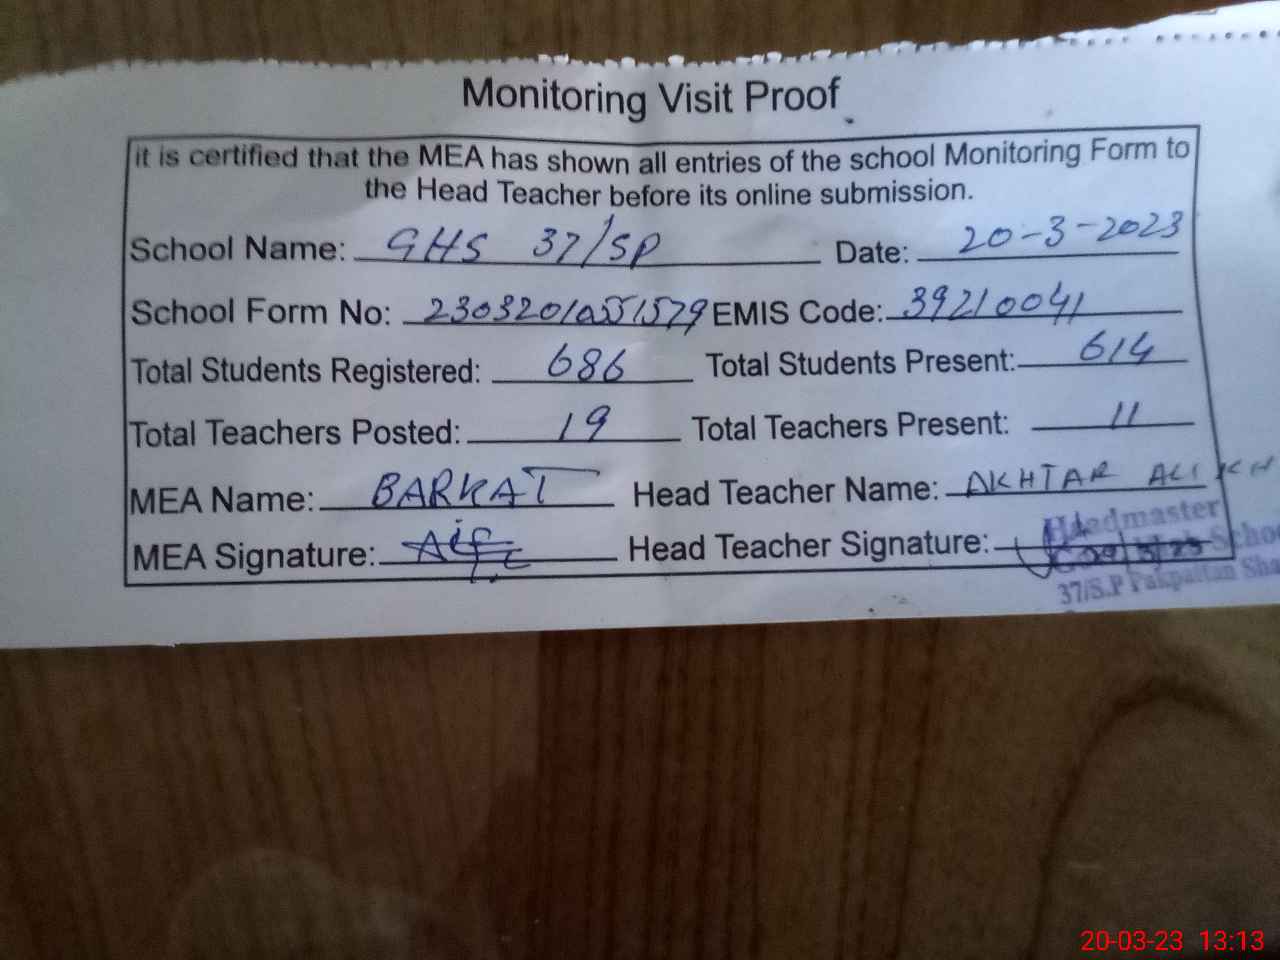 Monitoring Visit Proof
it is certified that the MEA has shown all entries of the school Monitoring Form to
the Head Teacher before its online submission.
School Name: GHS 37/SP Date: 20-3-2023
School Form No: 23032010551579 EMIS Code: 39210041
Total Students Registered: 686 Total Students Present: 614
Total Teachers Posted: 19 Total Teachers Present: 11
MEA Name: BARKAT Head Teacher Name: AKHTAR ALI KH
MEA Signature: Head Teacher Signature:
Headmaster
37/S.P Pakpattan Sha
20-03-23 13:13